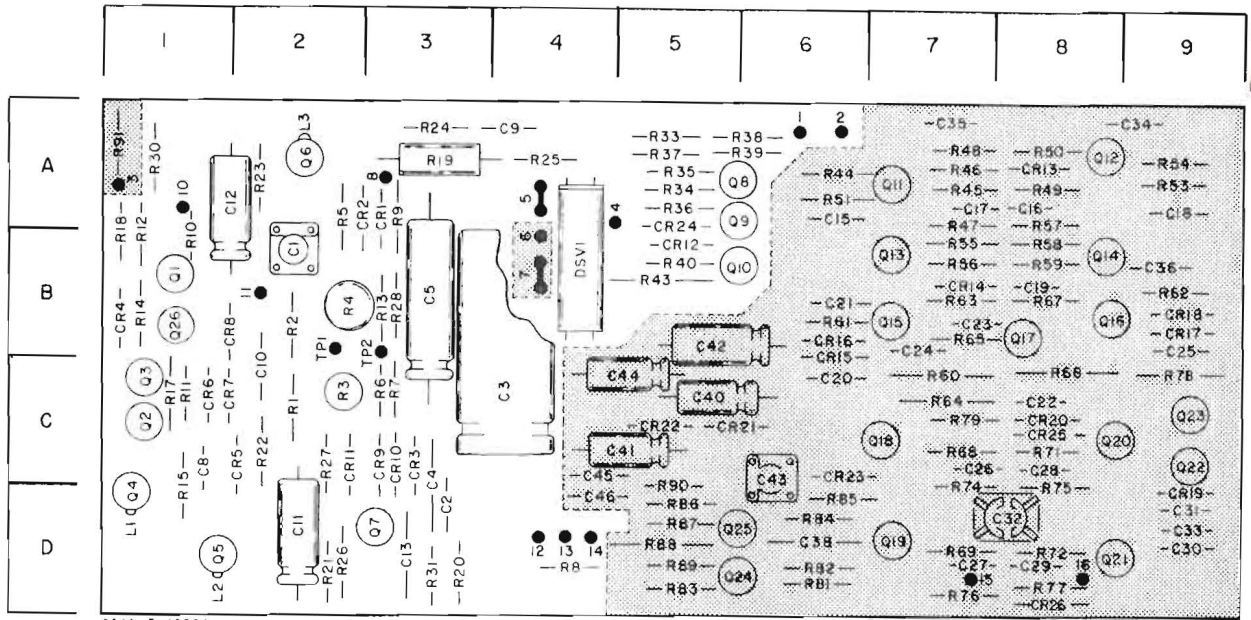 1 2 3 4 5 6 7 8 9
A
B
C
D
R91 3 R30 R23 L3 Q6 R24 C9 R33 R38 1 2 C35 C34
R19 R25 R37 R39 R48 R50 Q12
10 C12 8 R35 Q8 R44 Q11 R46 CR13 R54
R34 R45 R49 R53
R18 R12 R10 R5 CR2 CR1 R9 5 4 R36 Q9 R51 C17 C16 C18
C1 CR24 C15 R47 R57
6 CR12 R55 R58
Q1 DSV1 R40 Q10 Q13 R56 R59 Q14 C36
7 R43 CR14 C19
CR4 R14 11 R4 R13 R28 C5 C21 R63 R67 R62
Q26 CR8 R2 R61 Q15 C23 Q16 CR18
C10 TP1 TP2 C42 CR16 R65 Q17 CR17
CR15 C24 C25
Q3 R17 R11 CR6 CR7 R3 R6 R7 C3 C44 C20 R60 R68 R78
Q2 R1 C40 R64 C22
CR22 CR21 R79 CR20 Q23
CR25
C8 CR5 R22 R27 CR11 CR9 CR10 CR3 C41 Q18 R68 R71 Q20
R15 C4 C45 C43 CR23 C26 C28 Q22
Q4 R90 R74 R75
L1 C11 C2 C46 R86 R85 CR19
Q7 R87 Q25 R84 C32 C31
Q5 12 13 14 R88 C38 Q19 C33
C13 C30
L2 R21 R26 R31 R20 R8 R89 Q24 R82 R69 R72 Q21
R83 R81 C27 C29
15 16
R76 R77
CR26